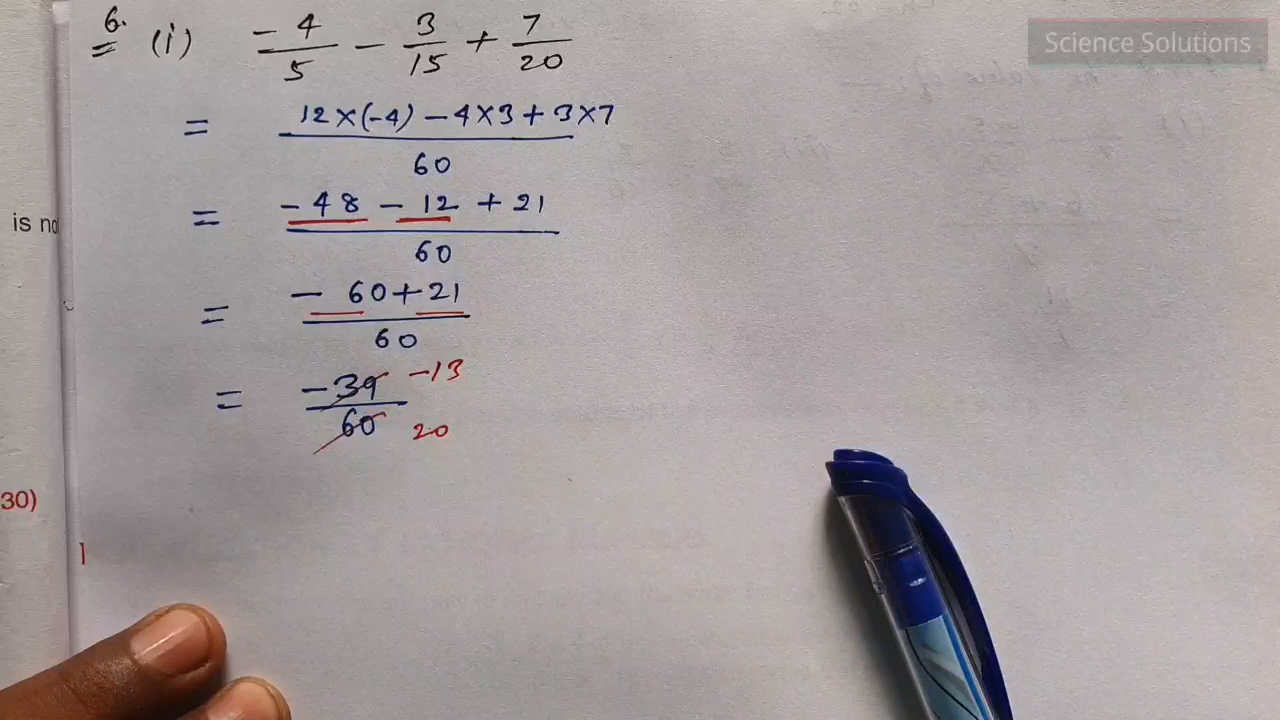 Science Solutions
6. (i) -4/5 - 3/15 + 7/20
= 12×(-4) - 4×3 + 3×7 / 60
is no
= -48 - 12 + 21 / 60
= -60+21 / 60
= -39 / 60 -13 / 20
30)